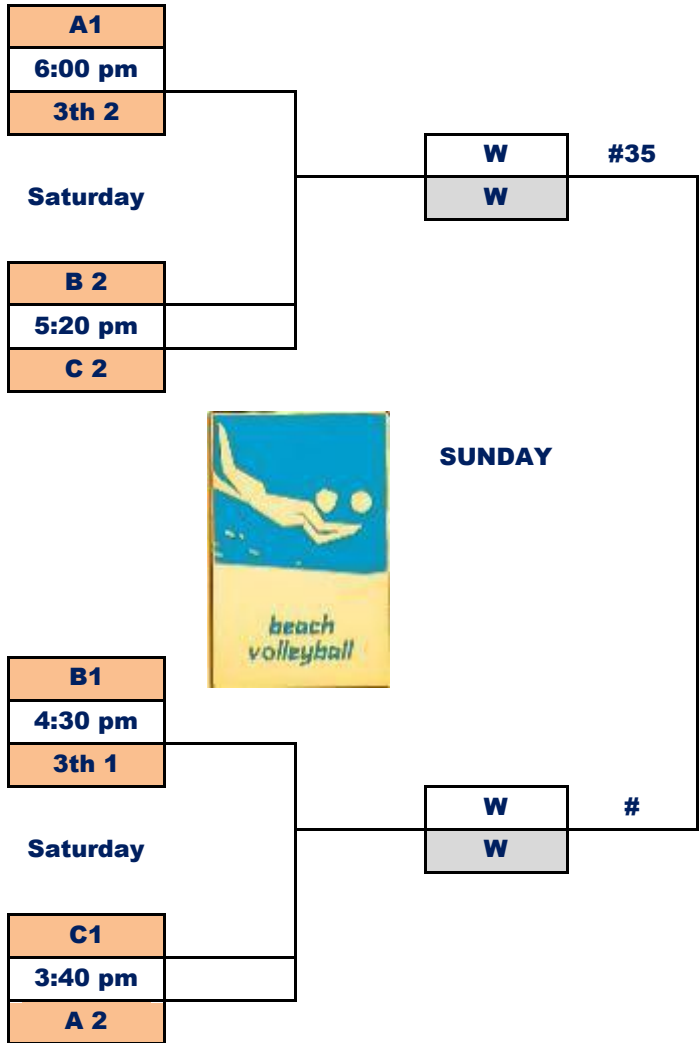 A1
6:00 pm
3th 2
W
#35
Saturday
W
B 2
5:20 pm
C 2
SUNDAY
beach
volleyball
B1
4:30 pm
3th 1
W
#
Saturday
W
C1
3:40 pm
A 2